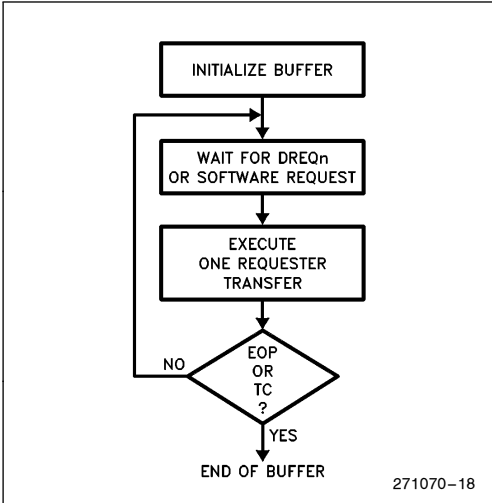 INITIALIZE BUFFER
WAIT FOR DREQn
OR SOFTWARE REQUEST
EXECUTE
ONE REQUESTER
TRANSFER
EOP
OR
TC
?
NO
YES
END OF BUFFER
271070–18